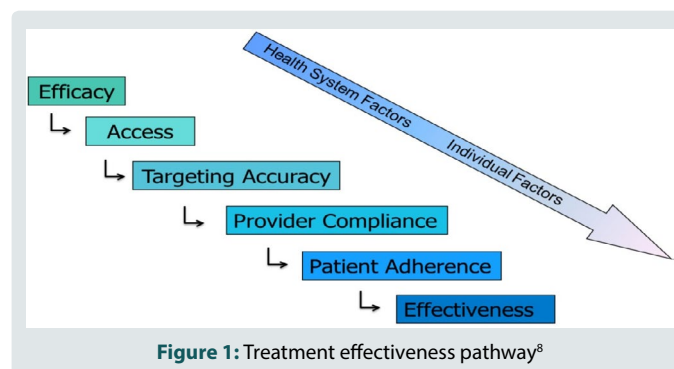 Health System Factors
Individual Factors
Efficacy
Access
Targeting Accuracy
Provider Compliance
Patient Adherence
Effectiveness
Figure 1: Treatment effectiveness pathway⁸